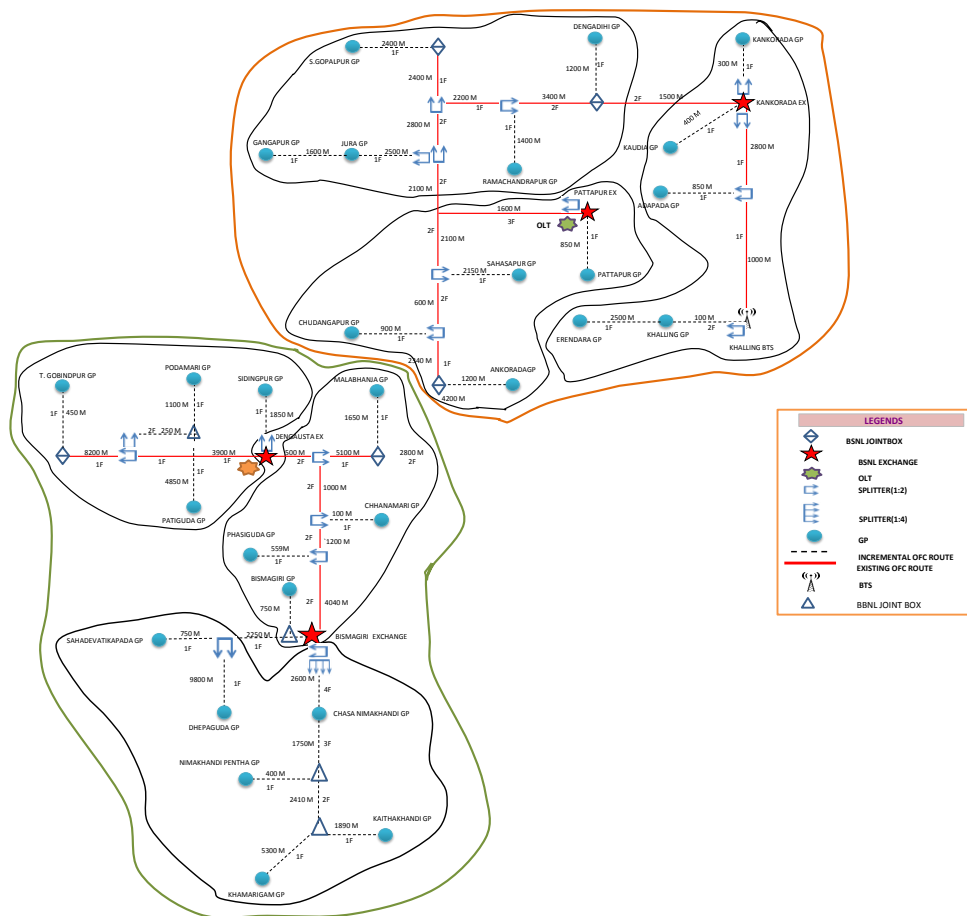 DENGADIHI GP
KANKORADA GP
2400 M
1F
S.GOPALPUR GP
1200 M
1F
300 M
1F
2400 M
1F
2200 M
1F
3400 M
2F
2F
1500 M
KANKORADA EX
2800 M
2F
400 M
1F
KAUDIA GP
1400 M
1F
GANGAPUR GP
1600 M
1F
JURA GP
1F
2500 M
RAMACHANDRAPUR GP
2800 M
1F
2F
2100 M
PATTAPUR EX
1600 M
3F
OLT
850 M
1F
ADAPADA GP
850 M
1F
2F
2100 M
SAHASAPUR GP
2150 M
1F
PATTAPUR GP
1F
1000 M
600 M
2F
CHUDANGAPUR GP
900 M
1F
2500 M
1F
ERENDARA GP
100 M
2F
KHALLUNG GP
KHALLING BTS
2340 M
1F
ANKORADAGP
1200 M
1F
4200 M
T. GOBINDPUR GP
PODAMARI GP
SIDINGPUR GP
MALABHANJA GP
1F
450 M
1100 M
1F
1F
1850 M
1650 M
1F
2F
250 M
DENGAUSTA EX
8200 M
1F
3900 M
1F
500 M
2F
5100 M
1F
2800 M
2F
1F
4850 M
PATIGUDA GP
2F
1000 M
100 M
1F
CHHANAMARI GP
PHASIGUDA GP
559M
1F
2F
1200 M
BISMAGIRI GP
750 M
1F
2F
4040 M
BISMAGIRI EXCHANGE
SAHADEVATIKAPADA GP
750 M
1F
2250 M
1F
9800 M
1F
DHEPAGUDA GP
2600 M
4F
CHASA NIMAKHANDI GP
1750M
3F
NIMAKHANDI PENTHA GP
400 M
1F
2410 M
2F
1890 M
1F
KAITHAKHANDI GP
5300 M
1F
KHAMARIGAM GP
LEGENDS
BSNL JOINTBOX
BSNL EXCHANGE
OLT
SPLITTER(1:2)
SPLITTER(1:4)
GP
INCREMENTAL OFC ROUTE
EXISTING OFC ROUTE
BTS
BBNL JOINT BOX